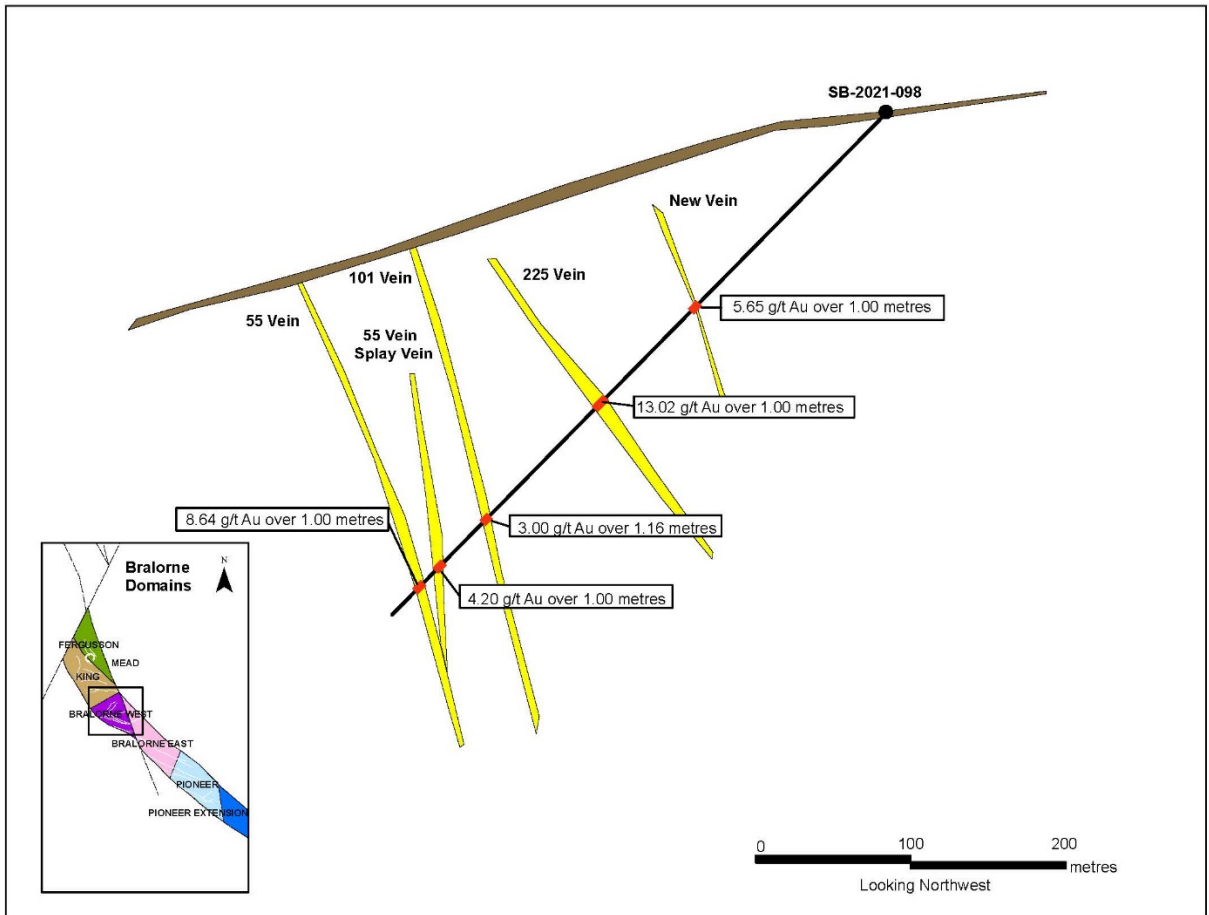 SB-2021-098
New Vein
101 Vein
225 Vein
55 Vein
55 Vein
Splay Vein
5.65 g/t Au over 1.00 metres
13.02 g/t Au over 1.00 metres
8.64 g/t Au over 1.00 metres
3.00 g/t Au over 1.16 metres
4.20 g/t Au over 1.00 metres
Bralorne
Domains
N
FERGUSSON
MEAD
KING
BRALORNE WEST
BRALORNE EAST
PIONEER
PIONEER EXTENSION
0 100 200
metres
Looking Northwest